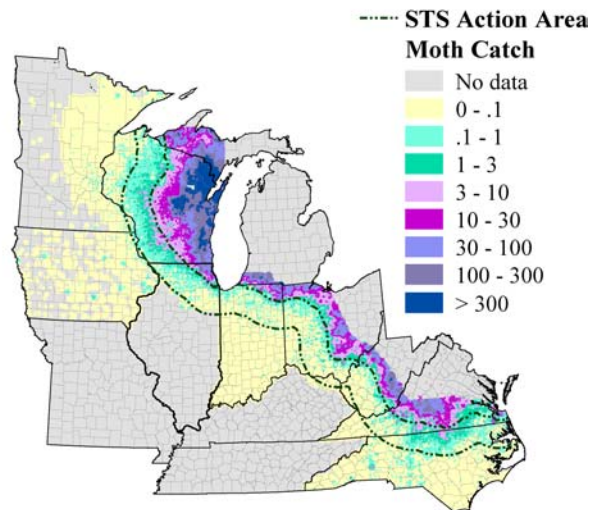 STS Action Area
Moth Catch
No data
0 - .1
.1 - 1
1 - 3
3 - 10
10 - 30
30 - 100
100 - 300
> 300